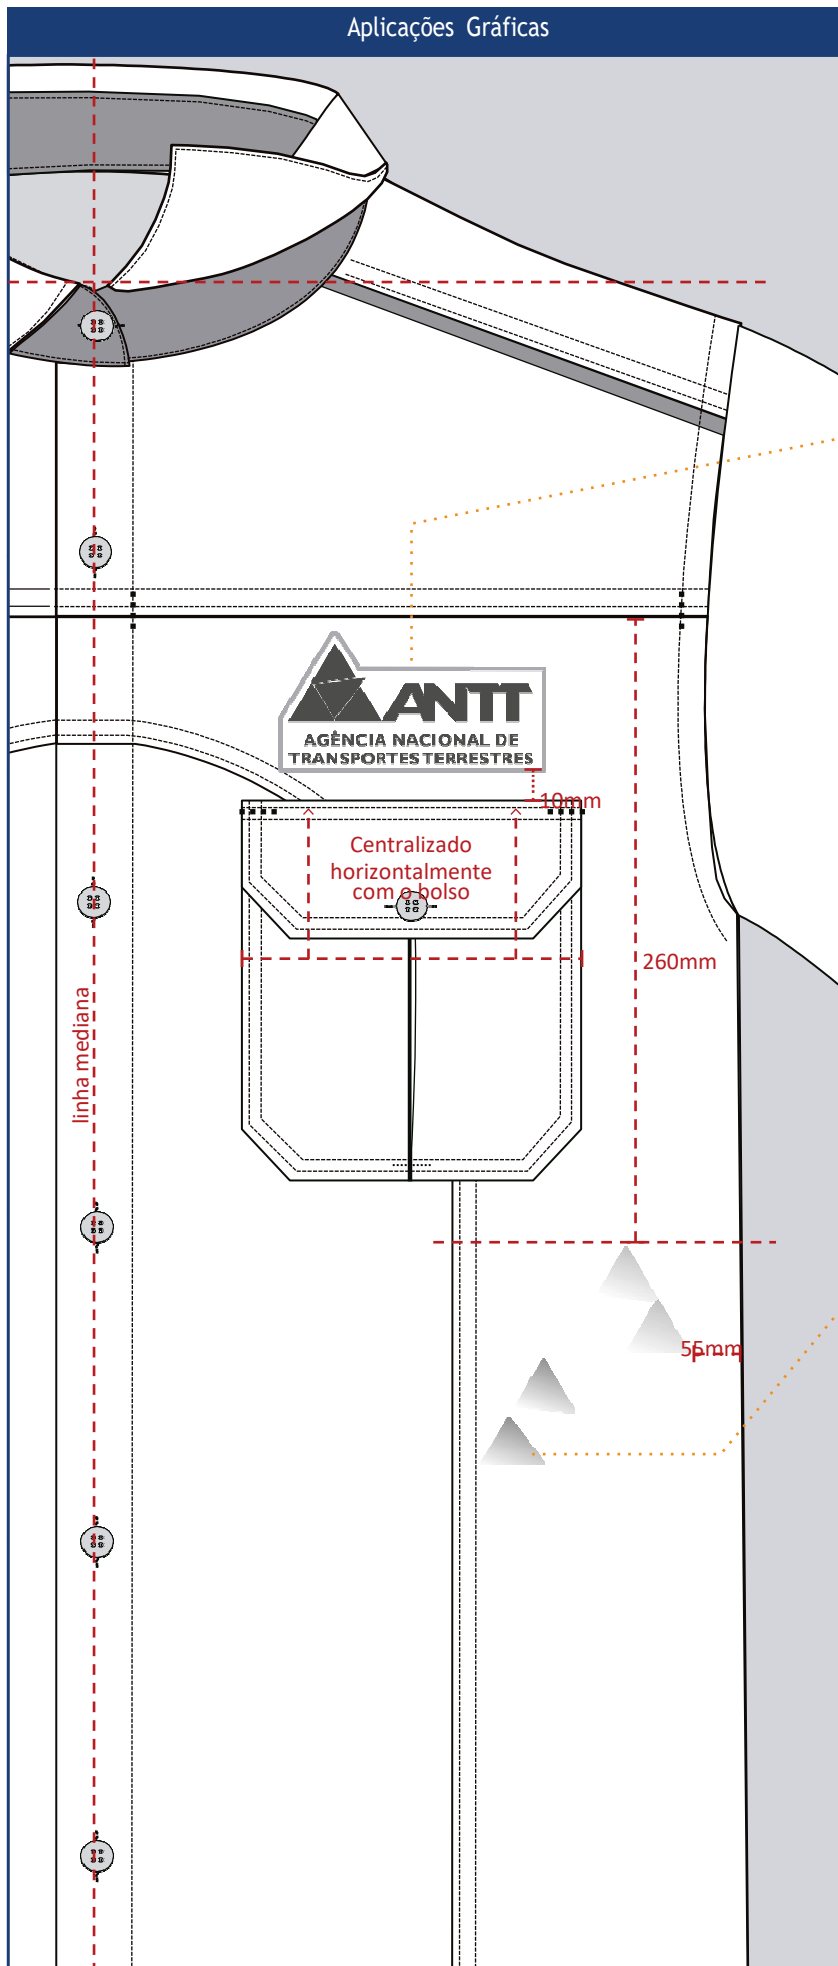 Aplicações Gráficas
ANTT
AGÊNCIA NACIONAL DE
TRANSPORTES TERRESTRES
10mm
Centralizado
horizontalmente
com o bolso
260mm
linha mediana
55mm